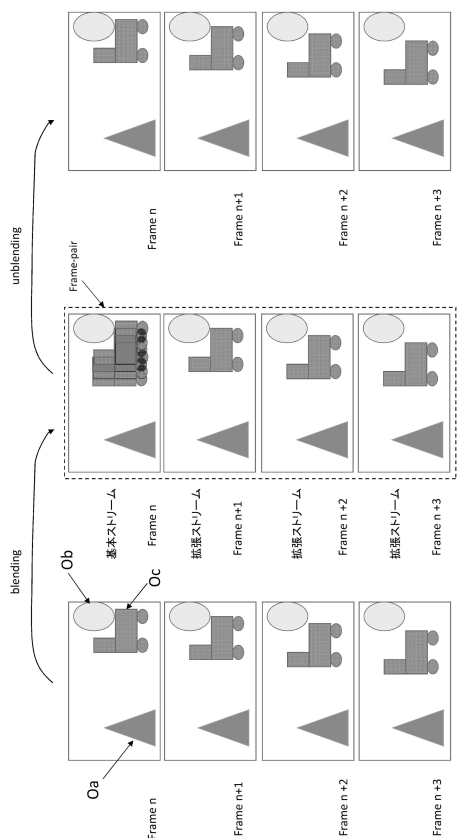 blending
unblending
Oa
Ob
Frame-pair
基本ストリーム
Frame n
Oc
Frame n
Frame n
拡張ストリーム
Frame n+1
Frame n+1
Frame n+1
拡張ストリーム
Frame n +2
Frame n +2
Frame n +2
拡張ストリーム
Frame n +3
Frame n +3
Frame n +3